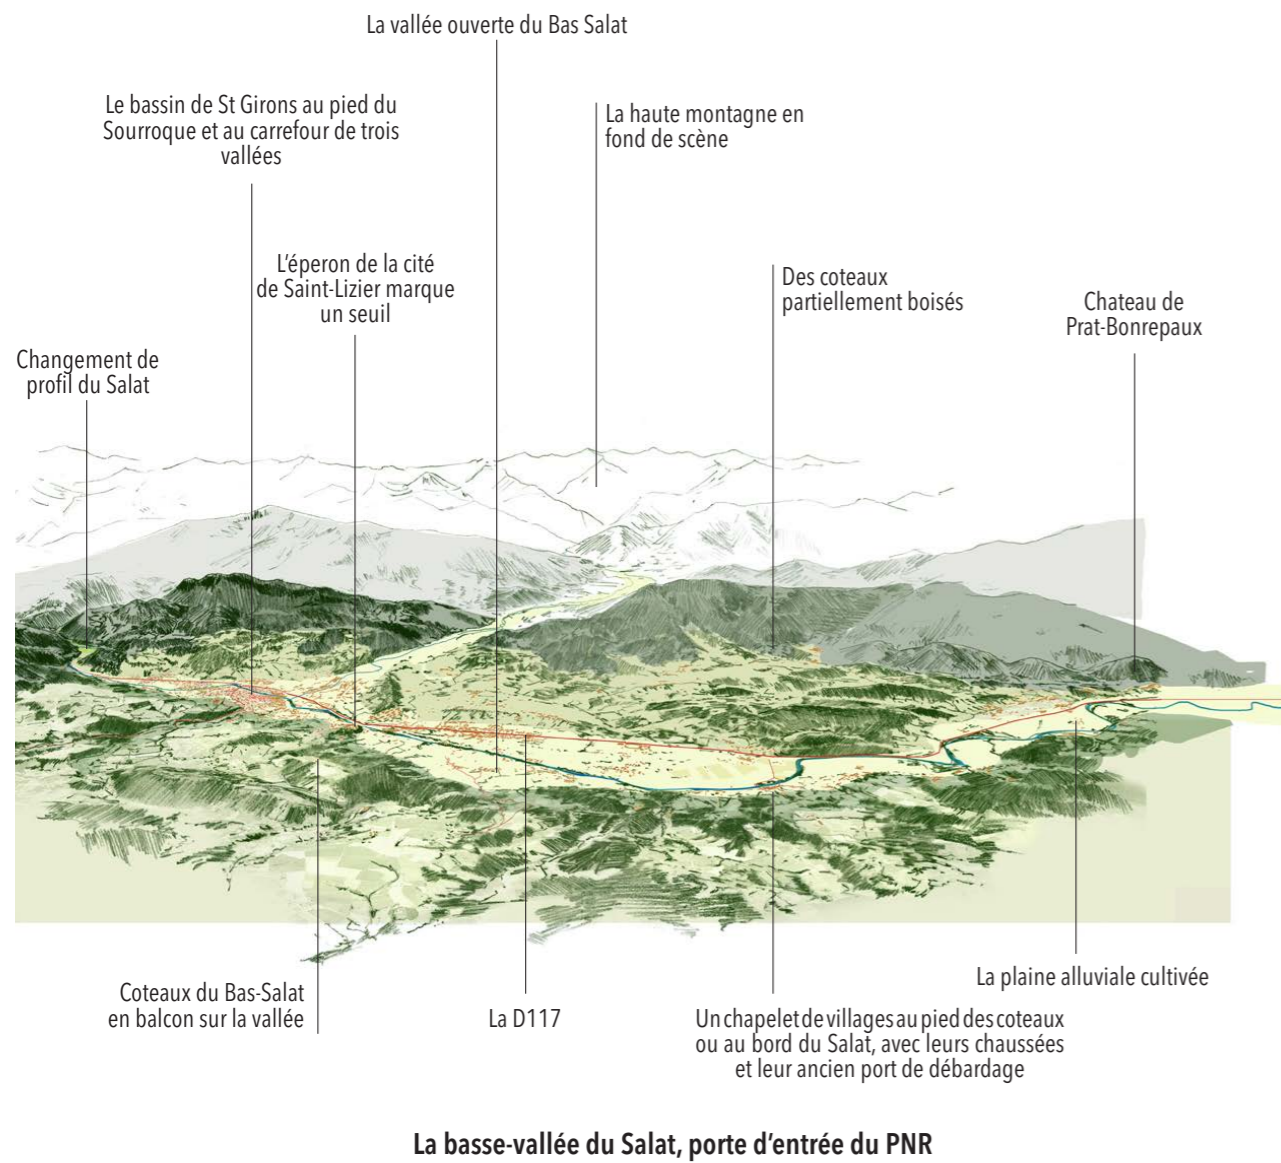 La vallée ouverte du Bas Salat
Le bassin de St Girons au pied du
Sourroque et au carrefour de trois
vallées
La haute montagne en
fond de scène
L'éperon de la cité
de Saint-Lizier marque
un seuil
Des coteaux
partiellement boisés
Chateau de
Prat-Bonrepaux
Changement de
profil du Salat
Coteaux du Bas-Salat
en balcon sur la vallée
La D117
Un chapelet de villages au pied des coteaux
ou au bord du Salat, avec leurs chaussées
et leur ancien port de débardage
La plaine alluviale cultivée
La basse-vallée du Salat, porte d'entrée du PNR